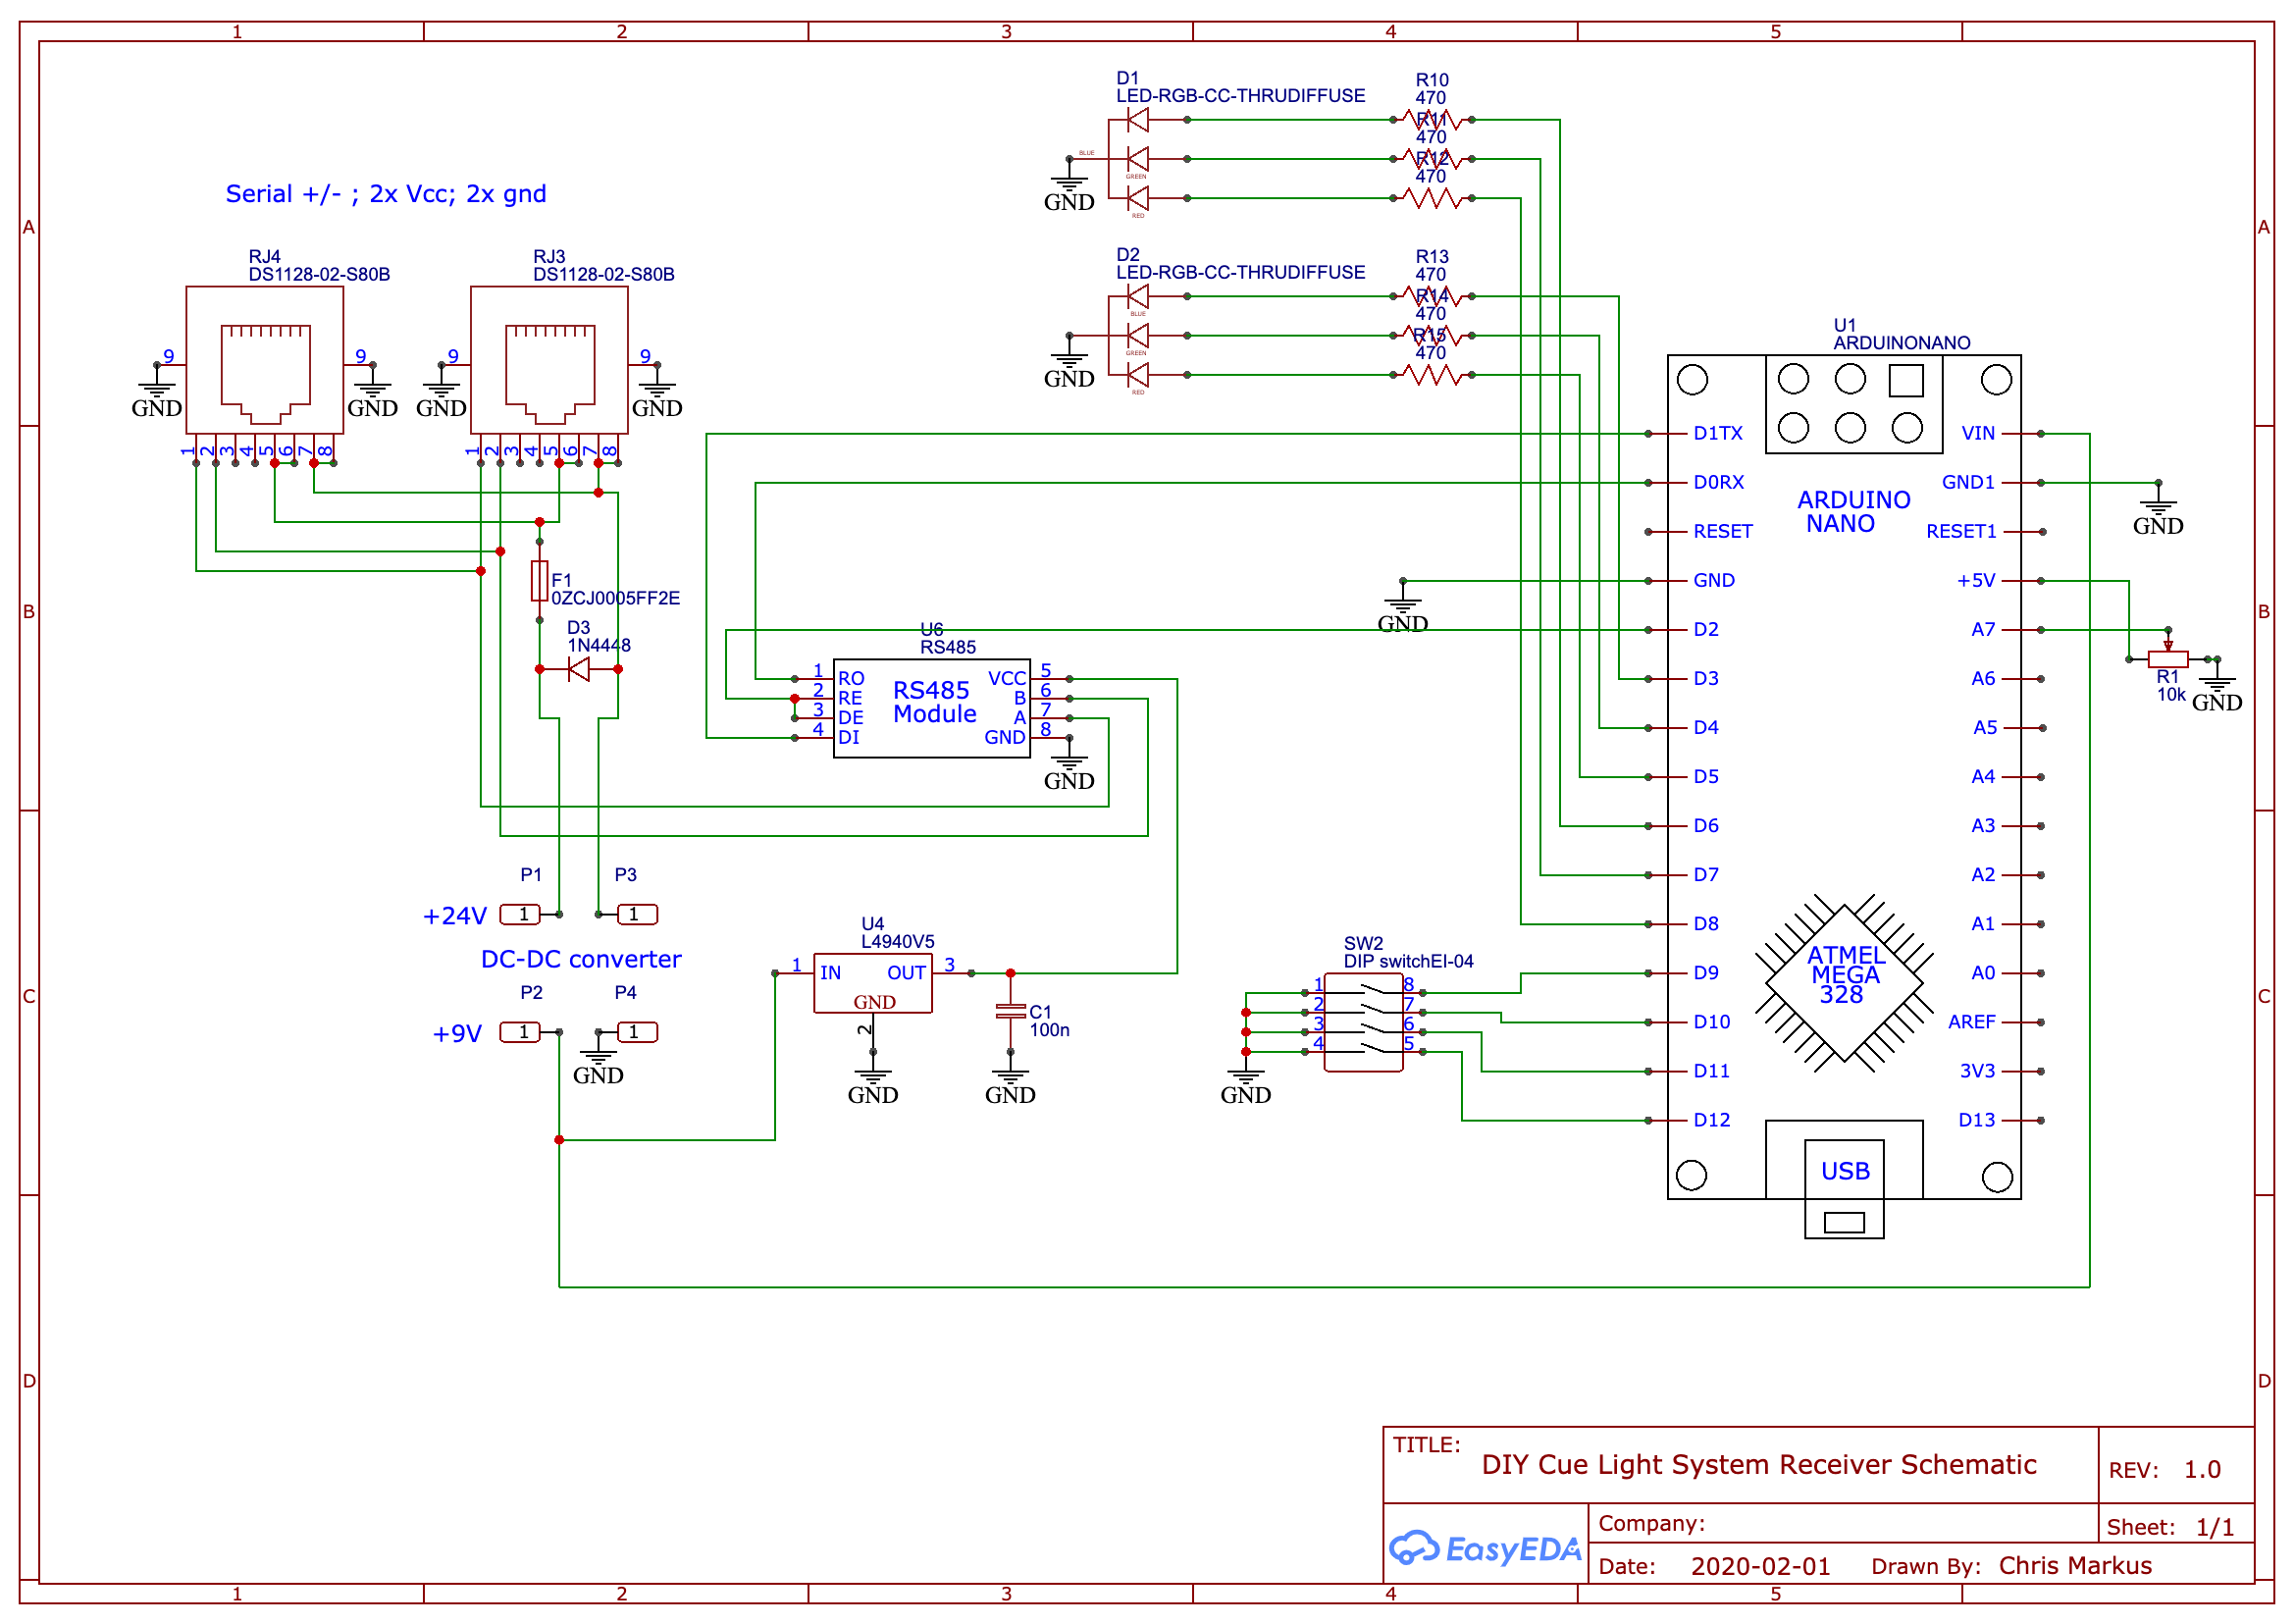 1 2 3 4 5
A A
B B
C C
D D
1 2 3 4 5
Serial +/- ; 2x Vcc; 2x gnd
RJ4
DS1128-02-S80B
9 9
GND GND
1 2 3 4 5 6 7 8
RJ3
DS1128-02-S80B
9 9
GND GND
1 2 3 4 5 6 7 8
F1
0ZCJ0005FF2E
D3
1N4448
P1 P3
+24V 1 1
DC-DC converter
P2 P4
+9V 1 1
GND
D1
LED-RGB-CC-THRUDIFFUSE
BLUE
GREEN
RED
GND
R10
470
R11
470
R12
470
D2
LED-RGB-CC-THRUDIFFUSE
BLUE
GREEN
RED
GND
R13
470
R14
470
R15
470
U6
RS485
RS485
Module
1 RO VCC 5
2 RE B 6
3 DE A 7
4 DI GND 8
GND
GND
U4
L4940V5
1 IN OUT 3
GND
2
GND
C1
100n
GND
SW2
DIP switchEI-04
1 8
2 7
3 6
4 5
GND
U1
ARDUINONANO
ARDUINO
NANO
D1TX VIN
D0RX GND1
RESET RESET1
GND +5V
D2 A7
D3 A6
D4 A5
D5 A4
D6 A3
D7 A2
D8 A1
D9 A0
D10 AREF
D11 3V3
D12 D13
ATMEL
MEGA
328
USB
GND
R1
10k
GND
TITLE:
DIY Cue Light System Receiver Schematic
REV: 1.0
EasyEDA
Company:
Sheet: 1/1
Date: 2020-02-01 Drawn By: Chris Markus